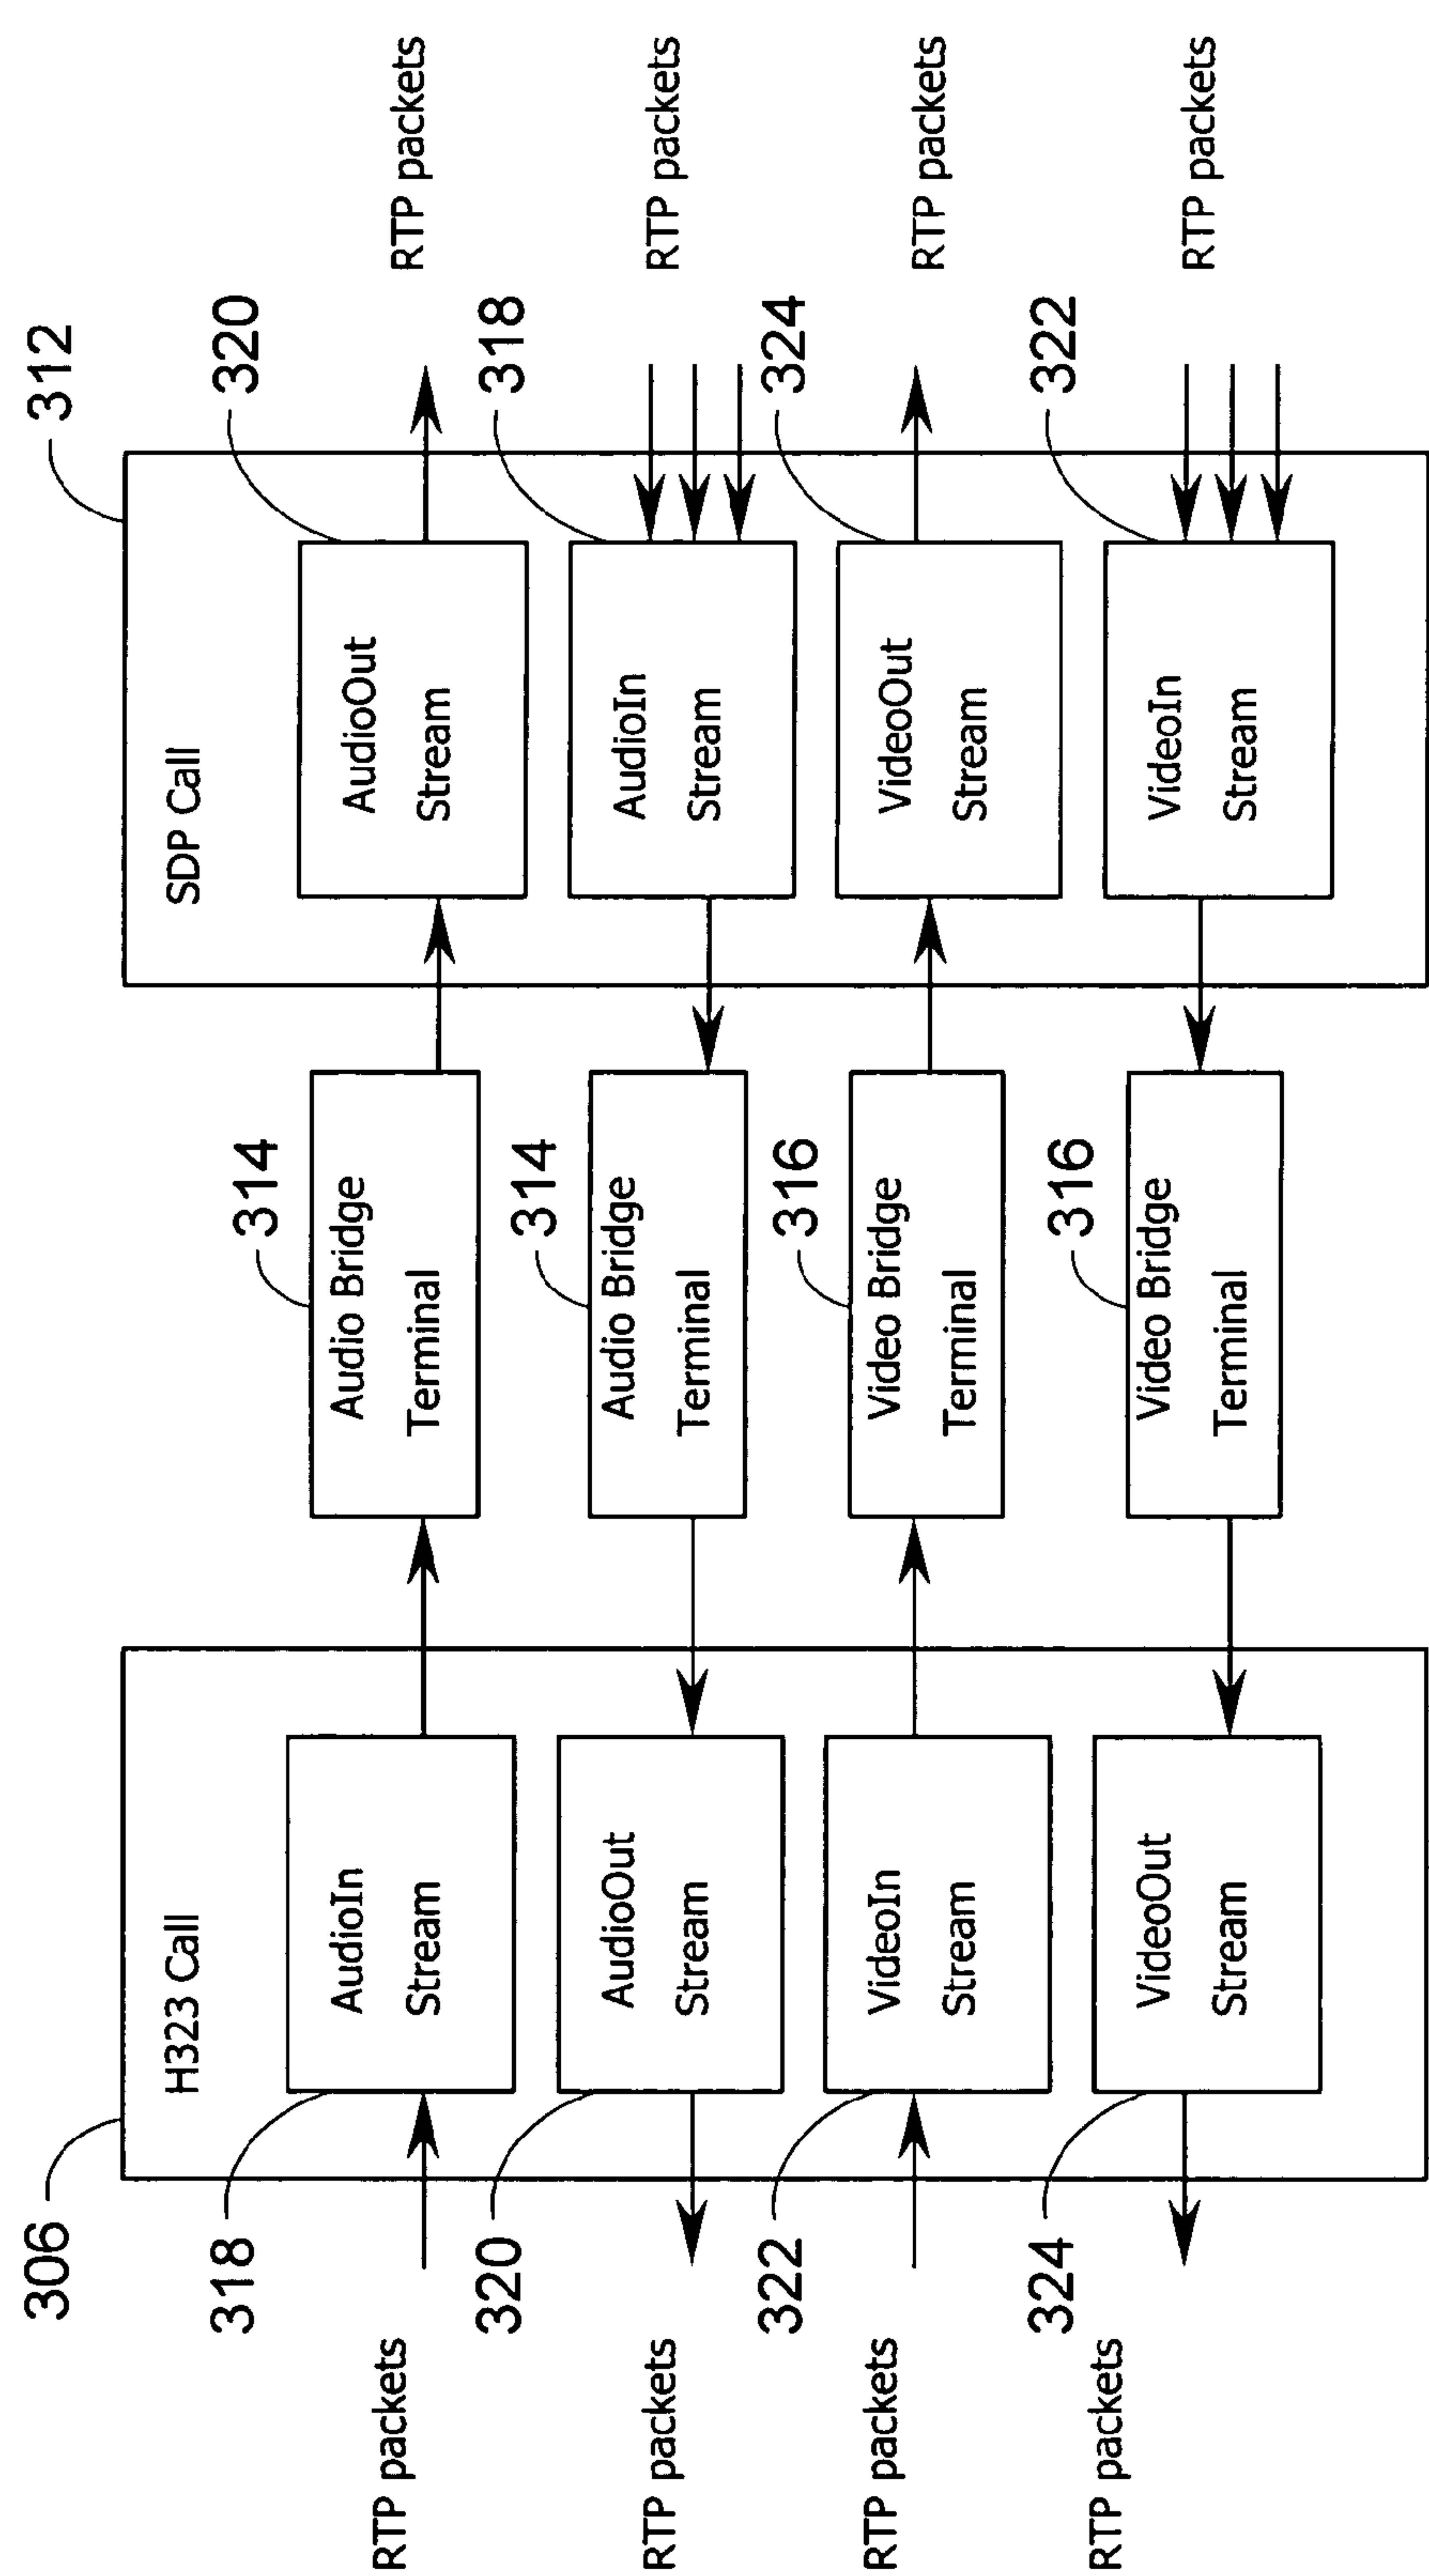 306
H323 Call
312
SDP Call
RTP packets
318
AudioIn
Stream
314
Audio Bridge
Terminal
320
AudioOut
Stream
RTP packets
RTP packets
320
AudioOut
Stream
314
Audio Bridge
Terminal
318
AudioIn
Stream
RTP packets
RTP packets
322
VideoIn
Stream
316
Video Bridge
Terminal
324
VideoOut
Stream
RTP packets
RTP packets
324
VideoOut
Stream
316
Video Bridge
Terminal
322
VideoIn
Stream
RTP packets